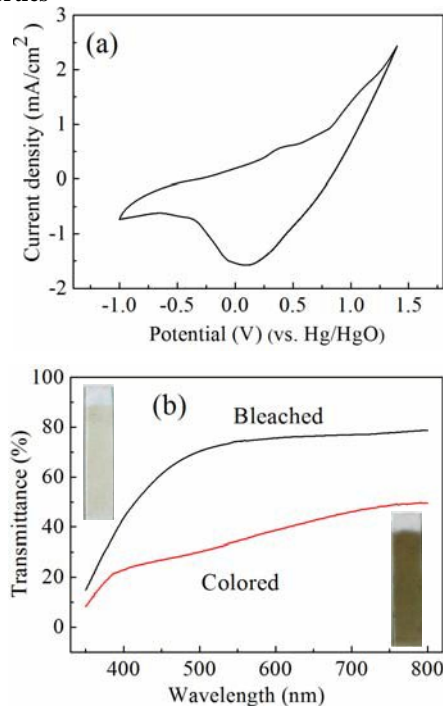 (a)
3
2
1
0
-1
-2
Current density (mA/cm²)
-1.0 -0.5 0.0 0.5 1.0 1.5
Potential (V) (vs. Hg/HgO)
(b)
Bleached
Colored
80
60
40
20
0
Transmittance (%)
400 500 600 700 800
Wavelength (nm)